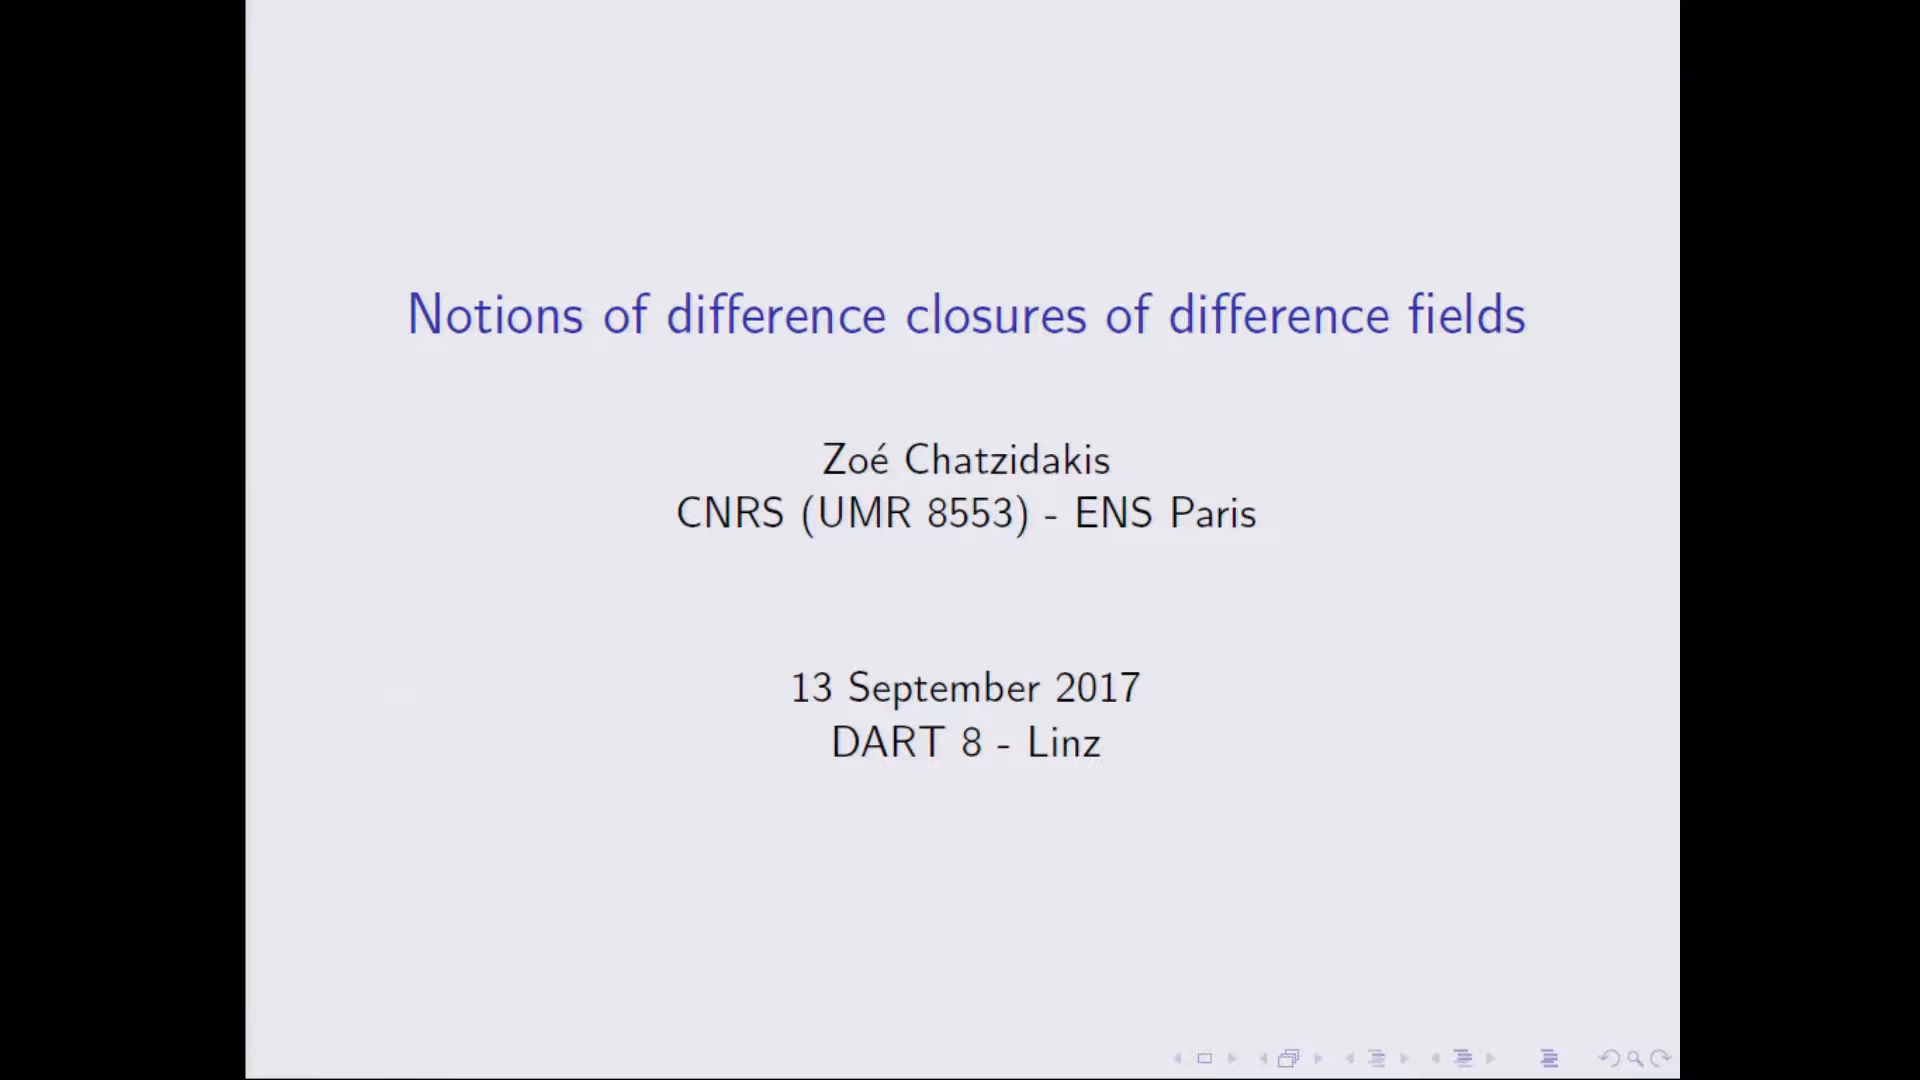 Notions of difference closures of difference fields
Zoé Chatzidakis
CNRS (UMR 8553) - ENS Paris
13 September 2017
DART 8 - Linz